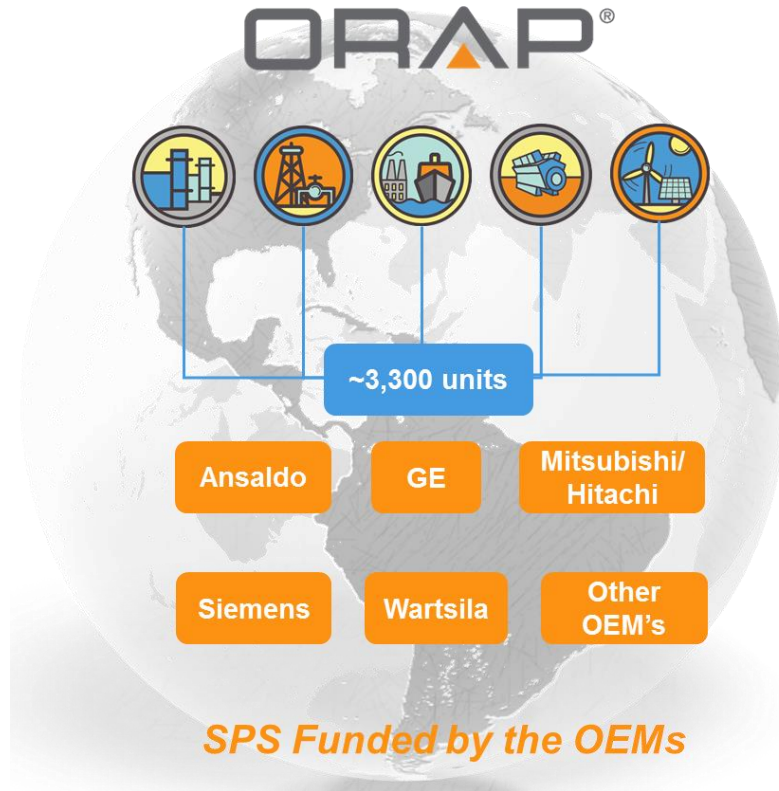 ORAP®
~3,300 units
Ansaldo
GE
Mitsubishi/
Hitachi
Siemens
Wartsila
Other
OEM's
SPS Funded by the OEMs